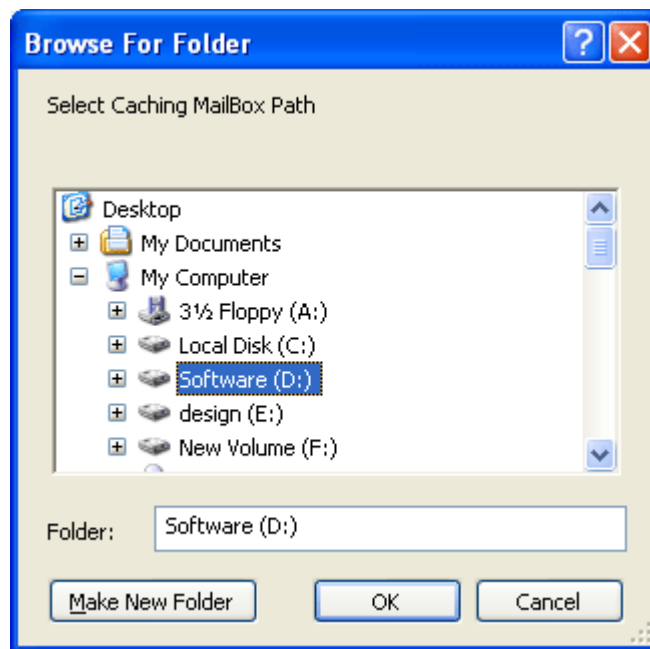 Browse For Folder
Select Caching MailBox Path
Desktop
My Documents
My Computer
3½ Floppy (A:)
Local Disk (C:)
Software (D:)
design (E:)
New Volume (F:)
Folder: Software (D:)
Make New Folder OK Cancel